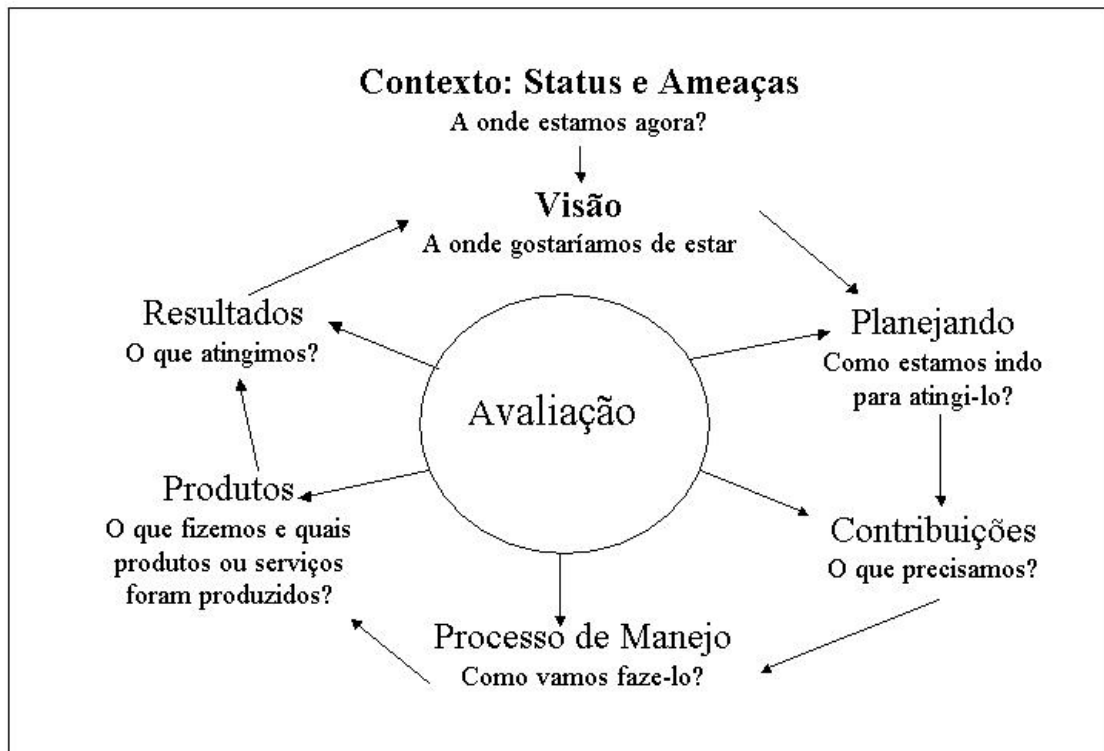 Contexto: Status e Ameaças
A onde estamos agora?
Visão
A onde gostaríamos de estar
Planejando
Como estamos indo
para atingi-lo?
Contribuições
O que precisamos?
Processo de Manejo
Como vamos faze-lo?
Produtos
O que fizemos e quais
produtos ou serviços
foram produzidos?
Resultados
O que atingimos?
Avaliação